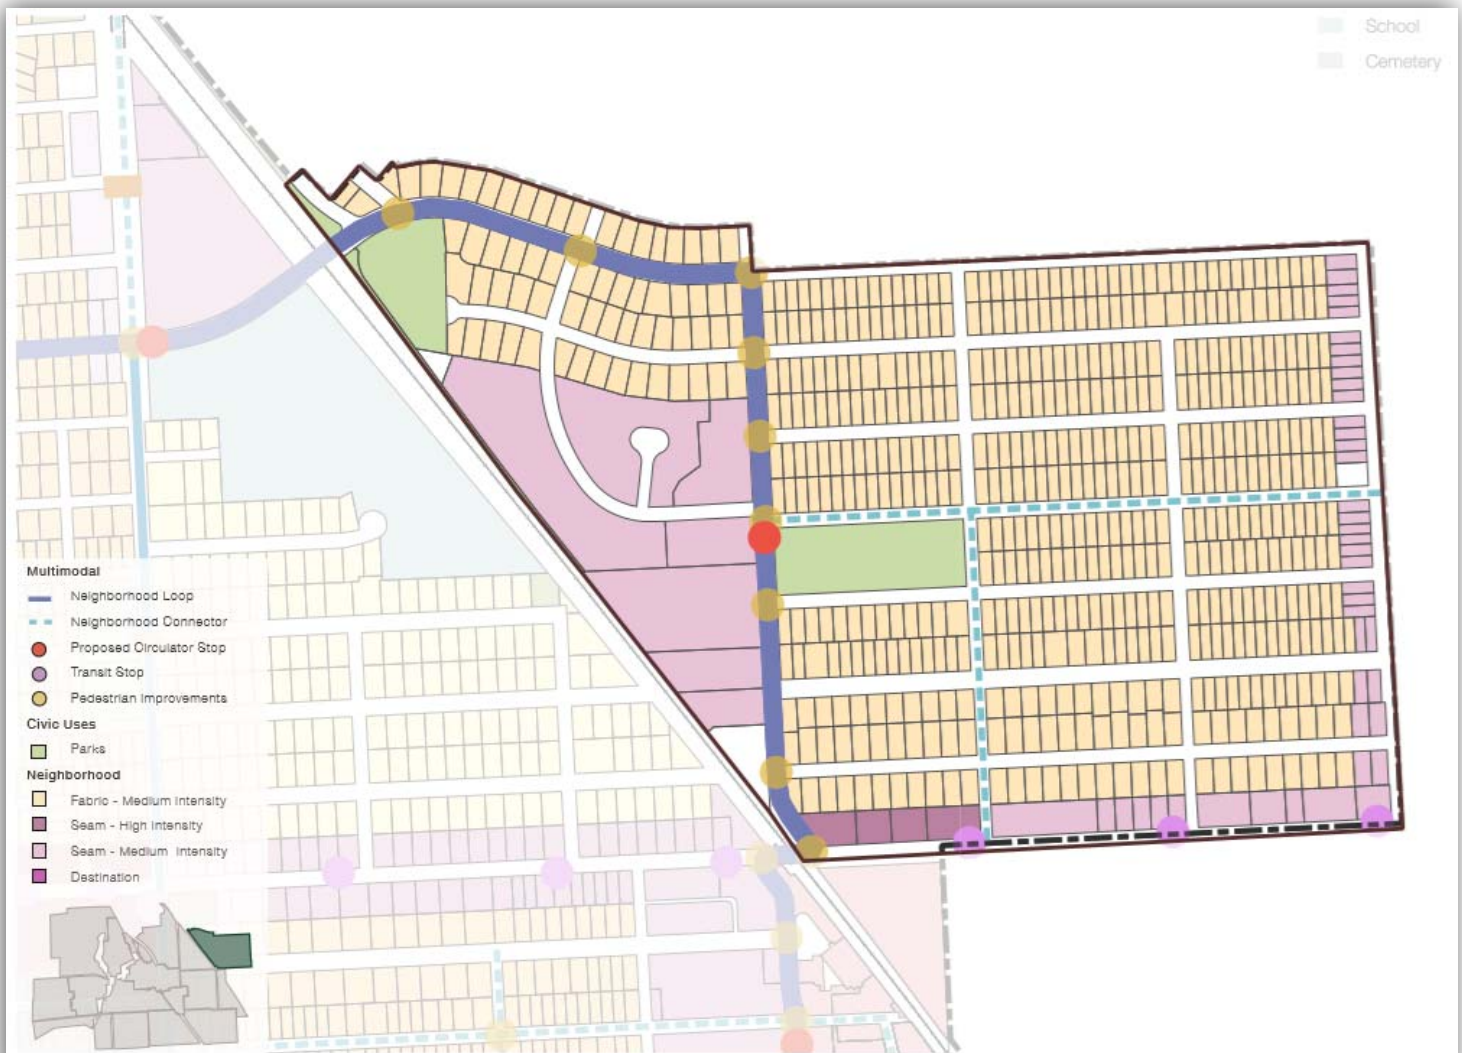 School
Cemetery
Multimodal
Neighborhood Loop
Neighborhood Connector
Proposed Circulator Stop
Transit Stop
Pedestrian Improvements
Civic Uses
Parks
Neighborhood
Fabric - Medium Intensity
Seam - High Intensity
Seam - Medium Intensity
Destination